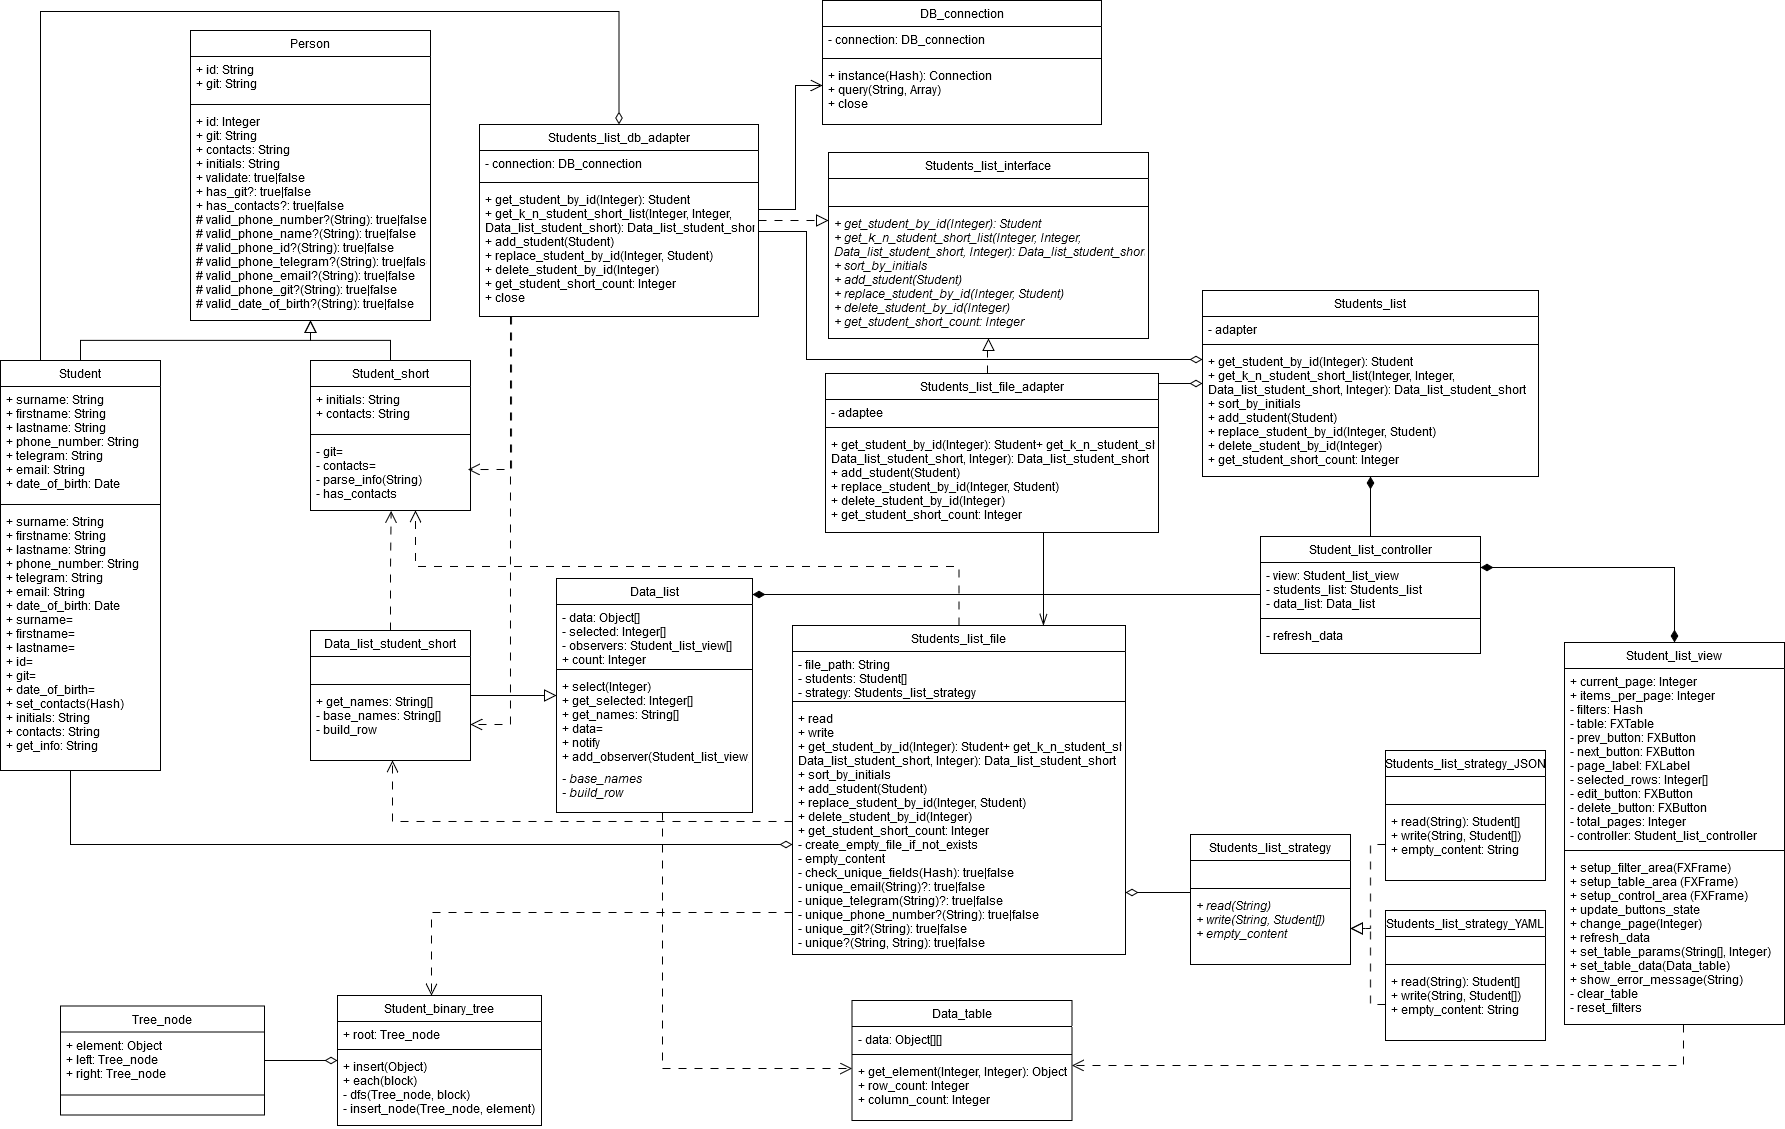 DB_connection
- connection: DB_connection
+ instance(Hash): Connection
+ query(String, Array)
+ close
Person
+ id: String
+ git: String
+ id: Integer
+ git: String
+ contacts: String
+ initials: String
+ validate: true|false
+ has_git?: true|false
+ has_contacts?: true|false
# valid_phone_number?(String): true|false
# valid_phone_name?(String): true|false
# valid_phone_id?(String): true|false
# valid_phone_telegram?(String): true|fals
# valid_phone_email?(String): true|false
# valid_phone_git?(String): true|false
# valid_date_of_birth?(String): true|false
Students_list_db_adapter
- connection: DB_connection
+ get_student_by_id(Integer): Student
+ get_k_n_student_short_list(Integer, Integer,
Data_list_student_short): Data_list_student_shor
+ add_student(Student)
+ replace_student_by_id(Integer, Student)
+ delete_student_by_id(Integer)
+ get_student_short_count: Integer
+ close
Students_list_interface
+ get_student_by_id(Integer): Student
+ get_k_n_student_short_list(Integer, Integer,
Data_list_student_short, Integer): Data_list_student_shor
+ sort_by_initials
+ add_student(Student)
+ replace_student_by_id(Integer, Student)
+ delete_student_by_id(Integer)
+ get_student_short_count: Integer
Students_list
- adapter
+ get_student_by_id(Integer): Student
+ get_k_n_student_short_list(Integer, Integer,
Data_list_student_short, Integer): Data_list_student_short
+ sort_by_initials
+ add_student(Student)
+ replace_student_by_id(Integer, Student)
+ delete_student_by_id(Integer)
+ get_student_short_count: Integer
Student
+ surname: String
+ firstname: String
+ lastname: String
+ phone_number: String
+ telegram: String
+ email: String
+ date_of_birth: Date
+ surname: String
+ firstname: String
+ lastname: String
+ phone_number: String
+ telegram: String
+ email: String
+ date_of_birth: Date
+ surname=
+ firstname=
+ lastname=
+ id=
+ git=
+ date_of_birth=
+ set_contacts(Hash)
+ initials: String
+ contacts: String
+ get_info: String
Student_short
+ initials: String
+ contacts: String
- git=
- contacts=
- parse_info(String)
- has_contacts
Students_list_file_adapter
- adaptee
+ get_student_by_id(Integer): Student+ get_k_n_student_sl
Data_list_student_short, Integer): Data_list_student_short
+ add_student(Student)
+ replace_student_by_id(Integer, Student)
+ delete_student_by_id(Integer)
+ get_student_short_count: Integer
Student_list_controller
- view: Student_list_view
- students_list: Students_list
- data_list: Data_list
- refresh_data
Data_list
- data: Object[]
- selected: Integer[]
- observers: Student_list_view[]
+ count: Integer
+ select(Integer)
+ get_selected: Integer[]
+ get_names: String[]
+ data=
+ notify
+ add_observer(Student_list_view
- base_names
- build_row
Data_list_student_short
+ get_names: String[]
- base_names: String[]
- build_row
Students_list_file
- file_path: String
- students: Student[]
- strategy: Students_list_strategy
+ read
+ write
+ get_student_by_id(Integer): Student+ get_k_n_student_sl
Data_list_student_short, Integer): Data_list_student_short
+ sort_by_initials
+ add_student(Student)
+ replace_student_by_id(Integer, Student)
+ delete_student_by_id(Integer)
+ get_student_short_count: Integer
- create_empty_file_if_not_exists
- empty_content
- check_unique_fields(Hash): true|false
- unique_email(String)?: true|false
- unique_telegram(String)?: true|false
- unique_phone_number?(String): true|false
- unique_git?(String): true|false
- unique?(String, String): true|false
Student_list_view
+ current_page: Integer
+ items_per_page: Integer
- filters: Hash
- table: FXTable
- prev_button: FXButton
- next_button: FXButton
- page_label: FXLabel
- selected_rows: Integer[]
- edit_button: FXButton
- delete_button: FXButton
- total_pages: Integer
- controller: Student_list_controller
+ setup_filter_area(FXFrame)
+ setup_table_area (FXFrame)
+ setup_control_area (FXFrame)
+ update_buttons_state
+ change_page(Integer)
+ refresh_data
+ set_table_params(String[], Integer)
+ set_table_data(Data_table)
+ show_error_message(String)
- clear_table
- reset_filters
Students_list_strategy_JSON
+ read(String): Student[]
+ write(String, Student[])
+ empty_content: String
Students_list_strategy
+ read(String)
+ write(String, Student[])
+ empty_content
Students_list_strategy_YAML
+ read(String): Student[]
+ write(String, Student[])
+ empty_content: String
Tree_node
+ element: Object
+ left: Tree_node
+ right: Tree_node
Student_binary_tree
+ root: Tree_node
+ insert(Object)
+ each(block)
- dfs(Tree_node, block)
- insert_node(Tree_node, element)
Data_table
- data: Object[][]
+ get_element(Integer, Integer): Object
+ row_count: Integer
+ column_count: Integer